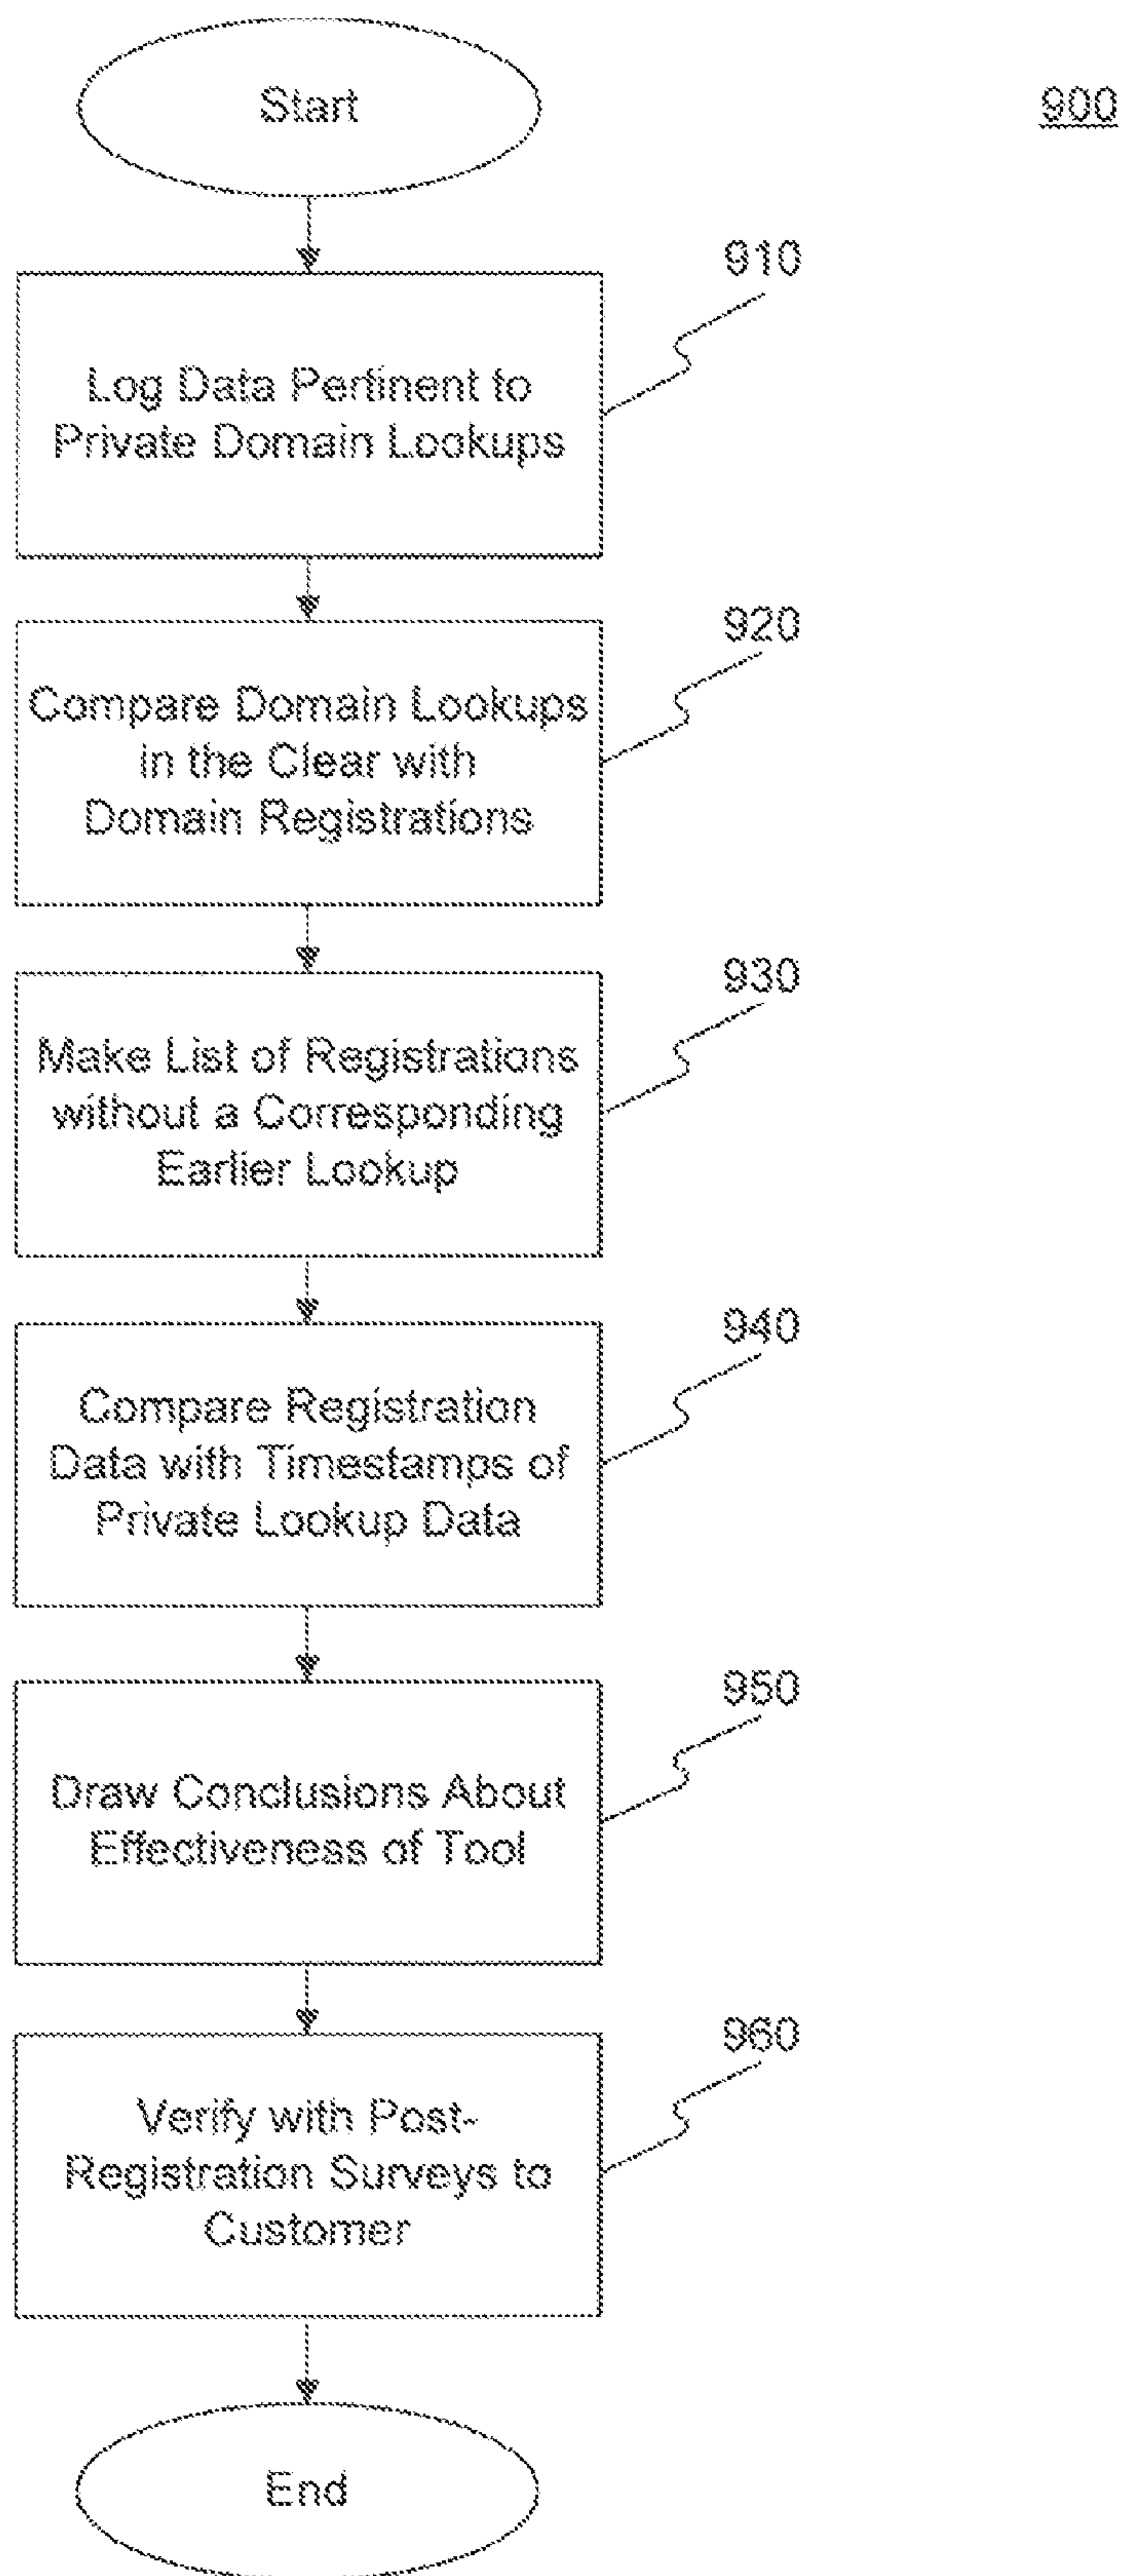 Start
900
910
Log Data Pertinent to
Private Domain Lookups
920
Compare Domain Lookups
in the Clear with
Domain Registrations
930
Make List of Registrations
without a Corresponding
Earlier Lookup
940
Compare Registration
Data with Timestamps of
Private Lookup Data
950
Draw Conclusions About
Effectiveness of Tool
960
Verify with Post-
Registration Surveys to
Customer
End